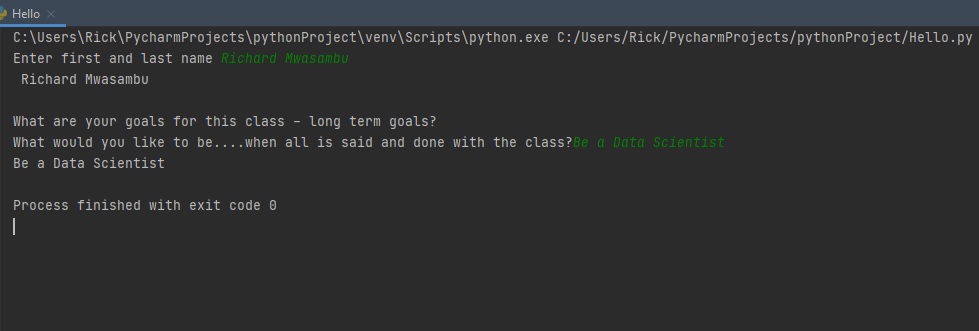 Hello
C:\Users\Rick\PycharmProjects\pythonProject\venv\Scripts\python.exe C:/Users/Rick/PycharmProjects/pythonProject/Hello.py
Enter first and last name Richard Mwasambu
 Richard Mwasambu
What are your goals for this class - long term goals?
What would you like to be....when all is said and done with the class?Be a Data Scientist
Be a Data Scientist
Process finished with exit code 0